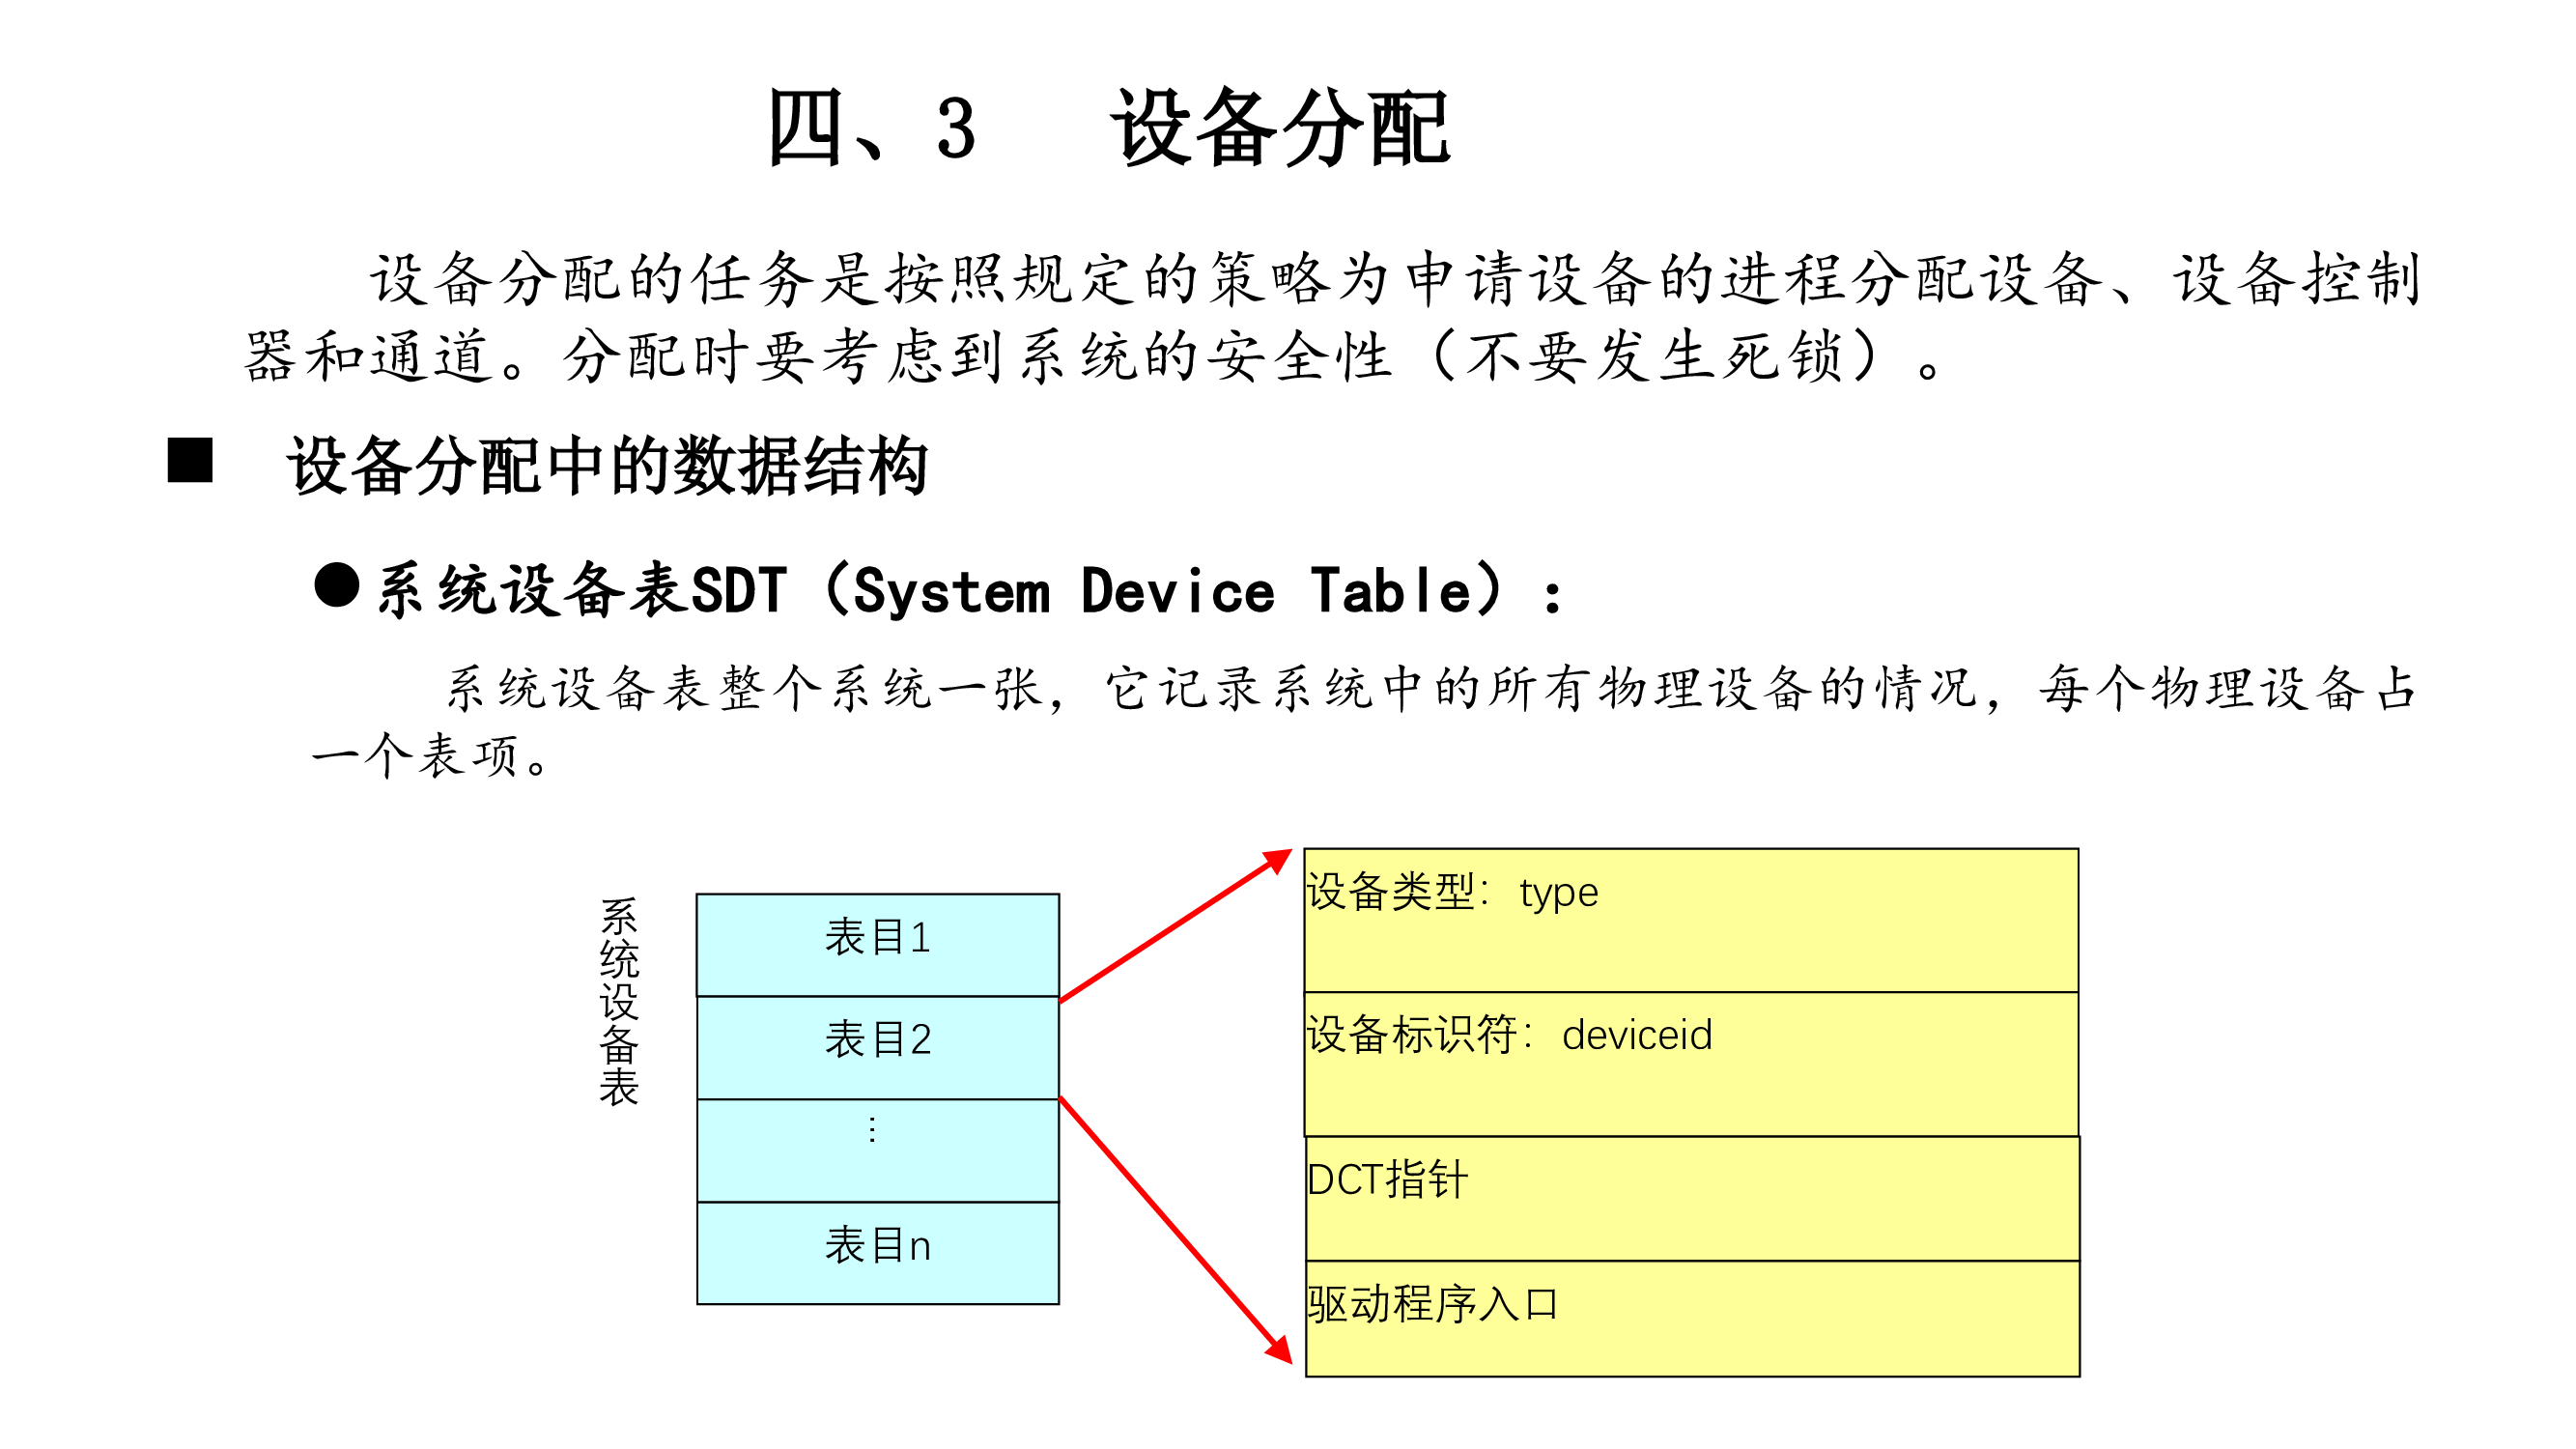 四、3 设备分配
设备分配的任务是按照规定的策略为申请设备的进程分配设备、设备控制
器和通道。分配时要考虑到系统的安全性（不要发生死锁）。
■ 设备分配中的数据结构
●系统设备表SDT（System Device Table）：
系统设备表整个系统一张，它记录系统中的所有物理设备的情况，每个物理设备占
一个表项。
系统设备表
表目1
表目2
⋮
表目n
设备类型：type
设备标识符：deviceid
DCT指针
驱动程序入口